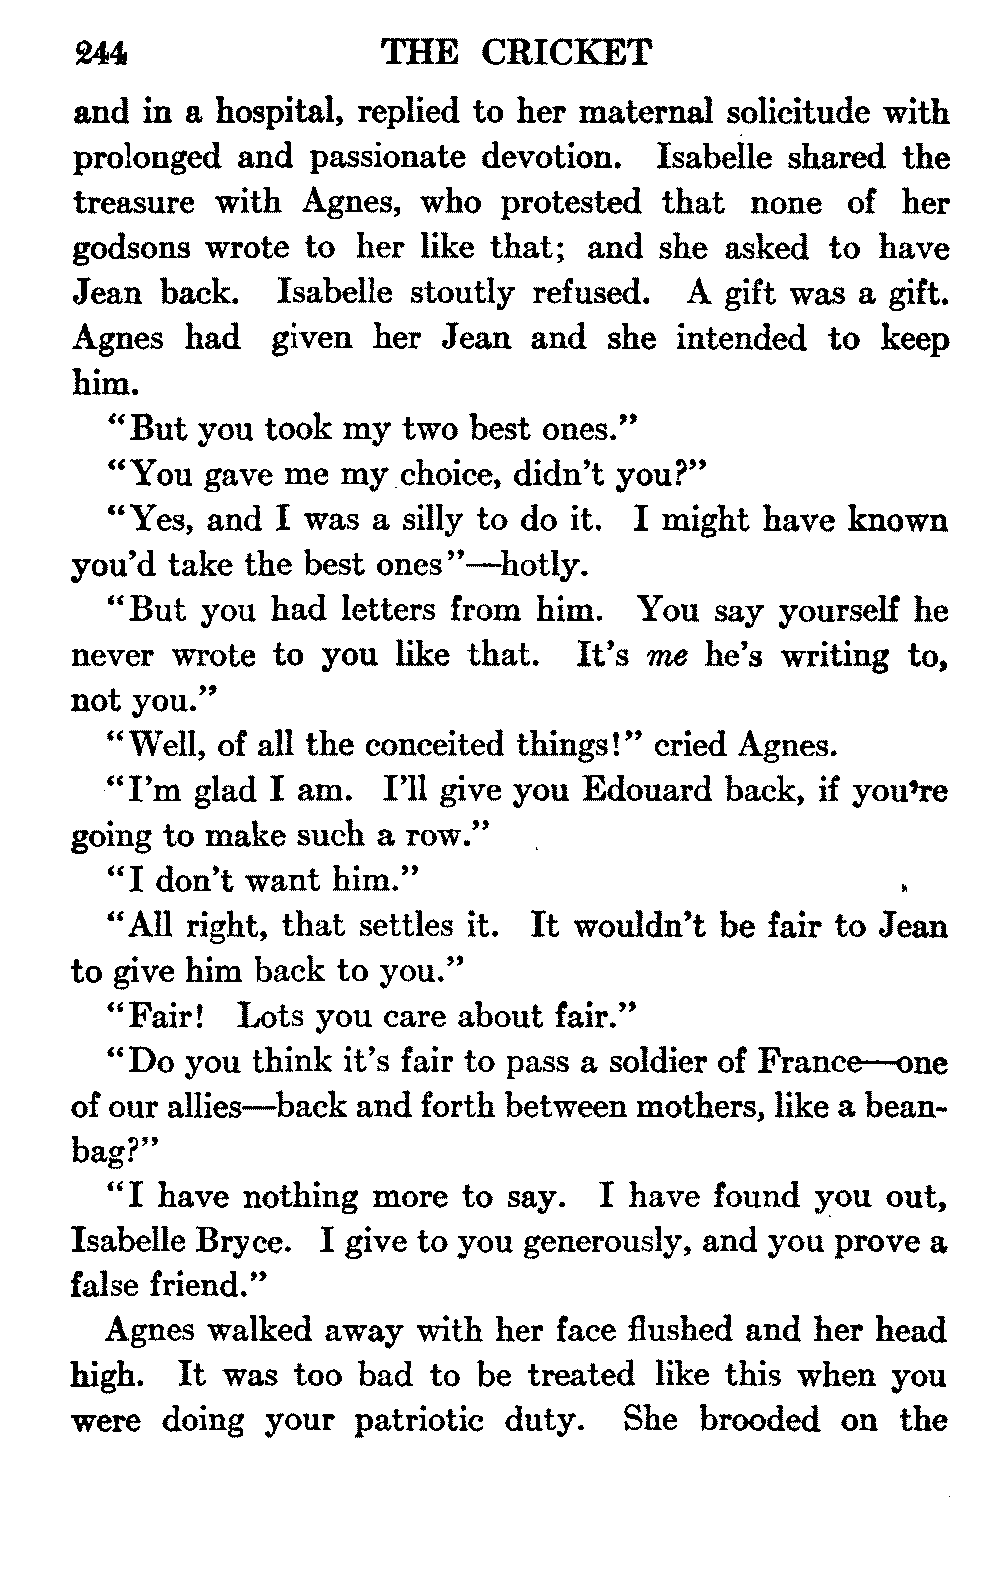 244 THE CRICKET
and in a hospital, replied to her maternal solicitude with
prolonged and passionate devotion. Isabelle shared the
treasure with Agnes, who protested that none of her
godsons wrote to her like that; and she asked to have
Jean back. Isabelle stoutly refused. A gift was a gift.
Agnes had given her Jean and she intended to keep
him.
"But you took my two best ones."
"You gave me my choice, didn't you?"
"Yes, and I was a silly to do it. I might have known
you'd take the best ones"—hotly.
"But you had letters from him. You say yourself he
never wrote to you like that. It's me he's writing to,
not you."
"Well, of all the conceited things!" cried Agnes.
"I'm glad I am. I'll give you Edouard back, if you're
going to make such a row."
"I don't want him."
"All right, that settles it. It wouldn't be fair to Jean
to give him back to you."
"Fair! Lots you care about fair."
"Do you think it's fair to pass a soldier of France—one
of our allies—back and forth between mothers, like a bean-
bag?"
"I have nothing more to say. I have found you out,
Isabelle Bryce. I give to you generously, and you prove a
false friend."
Agnes walked away with her face flushed and her head
high. It was too bad to be treated like this when you
were doing your patriotic duty. She brooded on the